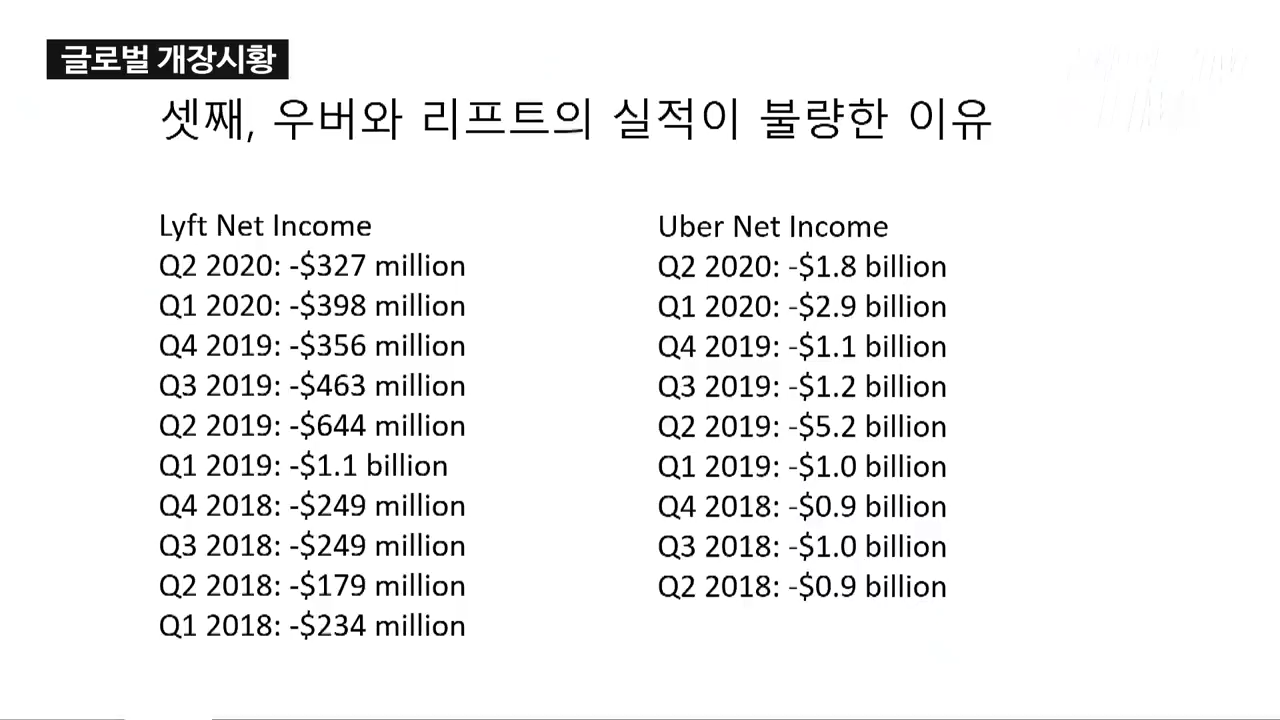 글로벌 개장시황
셋째, 우버와 리프트의 실적이 불량한 이유
Lyft Net Income
Q2 2020: -$327 million
Q1 2020: -$398 million
Q4 2019: -$356 million
Q3 2019: -$463 million
Q2 2019: -$644 million
Q1 2019: -$1.1 billion
Q4 2018: -$249 million
Q3 2018: -$249 million
Q2 2018: -$179 million
Q1 2018: -$234 million
Uber Net Income
Q2 2020: -$1.8 billion
Q1 2020: -$2.9 billion
Q4 2019: -$1.1 billion
Q3 2019: -$1.2 billion
Q2 2019: -$5.2 billion
Q1 2019: -$1.0 billion
Q4 2018: -$0.9 billion
Q3 2018: -$1.0 billion
Q2 2018: -$0.9 billion